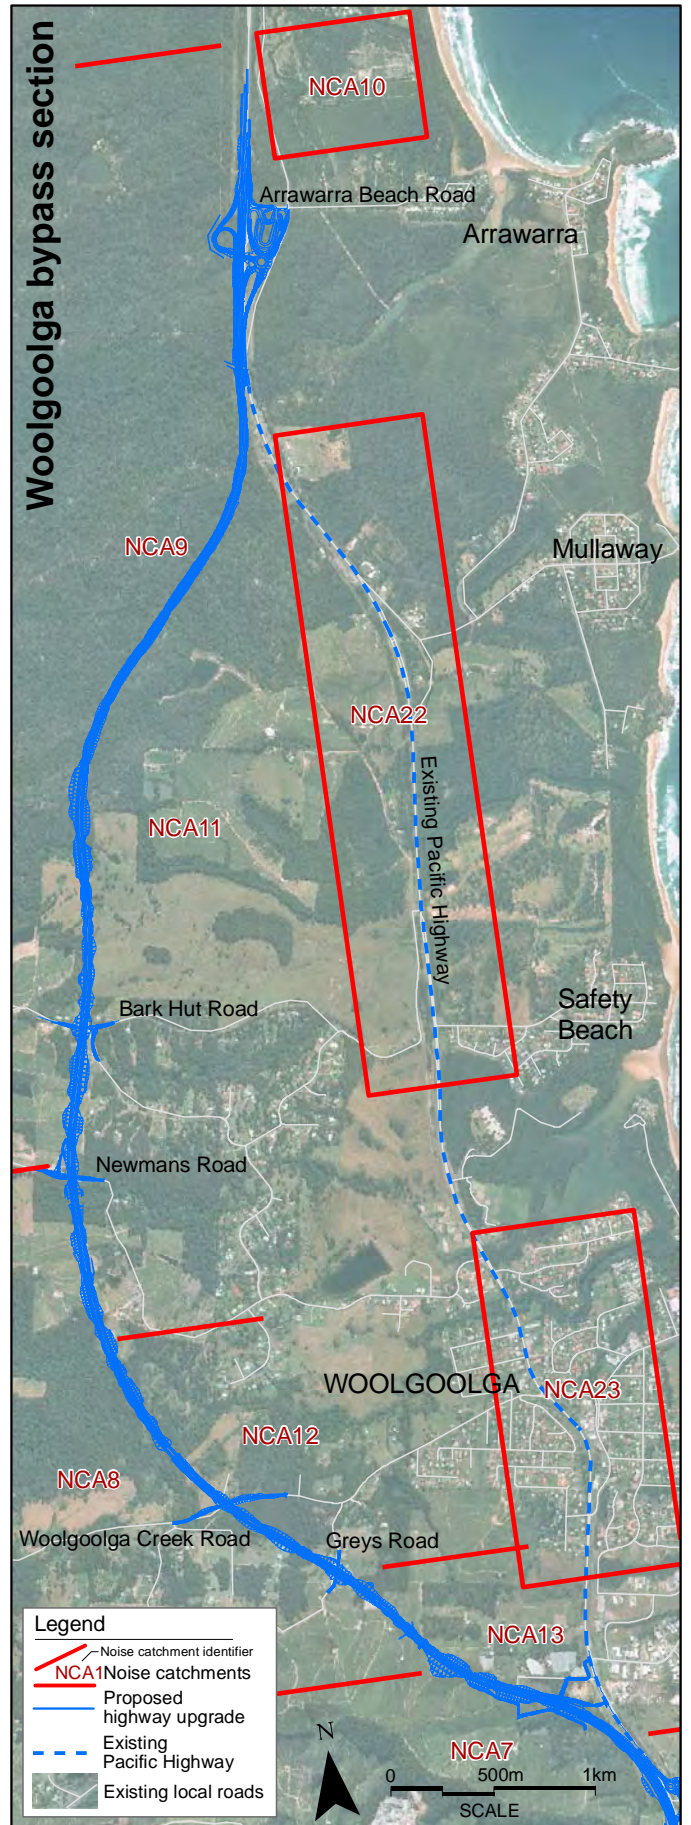 Woolgoolga bypass section
NCA10
Arrawarra Beach Road
Arrawarra
NCA9
Mullaway
NCA22
Existing Pacific Highway
NCA11
Bark Hut Road
Safety
Beach
Newmans Road
WOOLGOOLGA
NCA23
NCA12
NCA8
Woolgoolga Creek Road
Greys Road
NCA13
NCA7
Legend
Noise catchment identifier
NCA1 Noise catchments
Proposed
highway upgrade
Existing
Pacific Highway
Existing local roads
N
0 500m 1km
SCALE